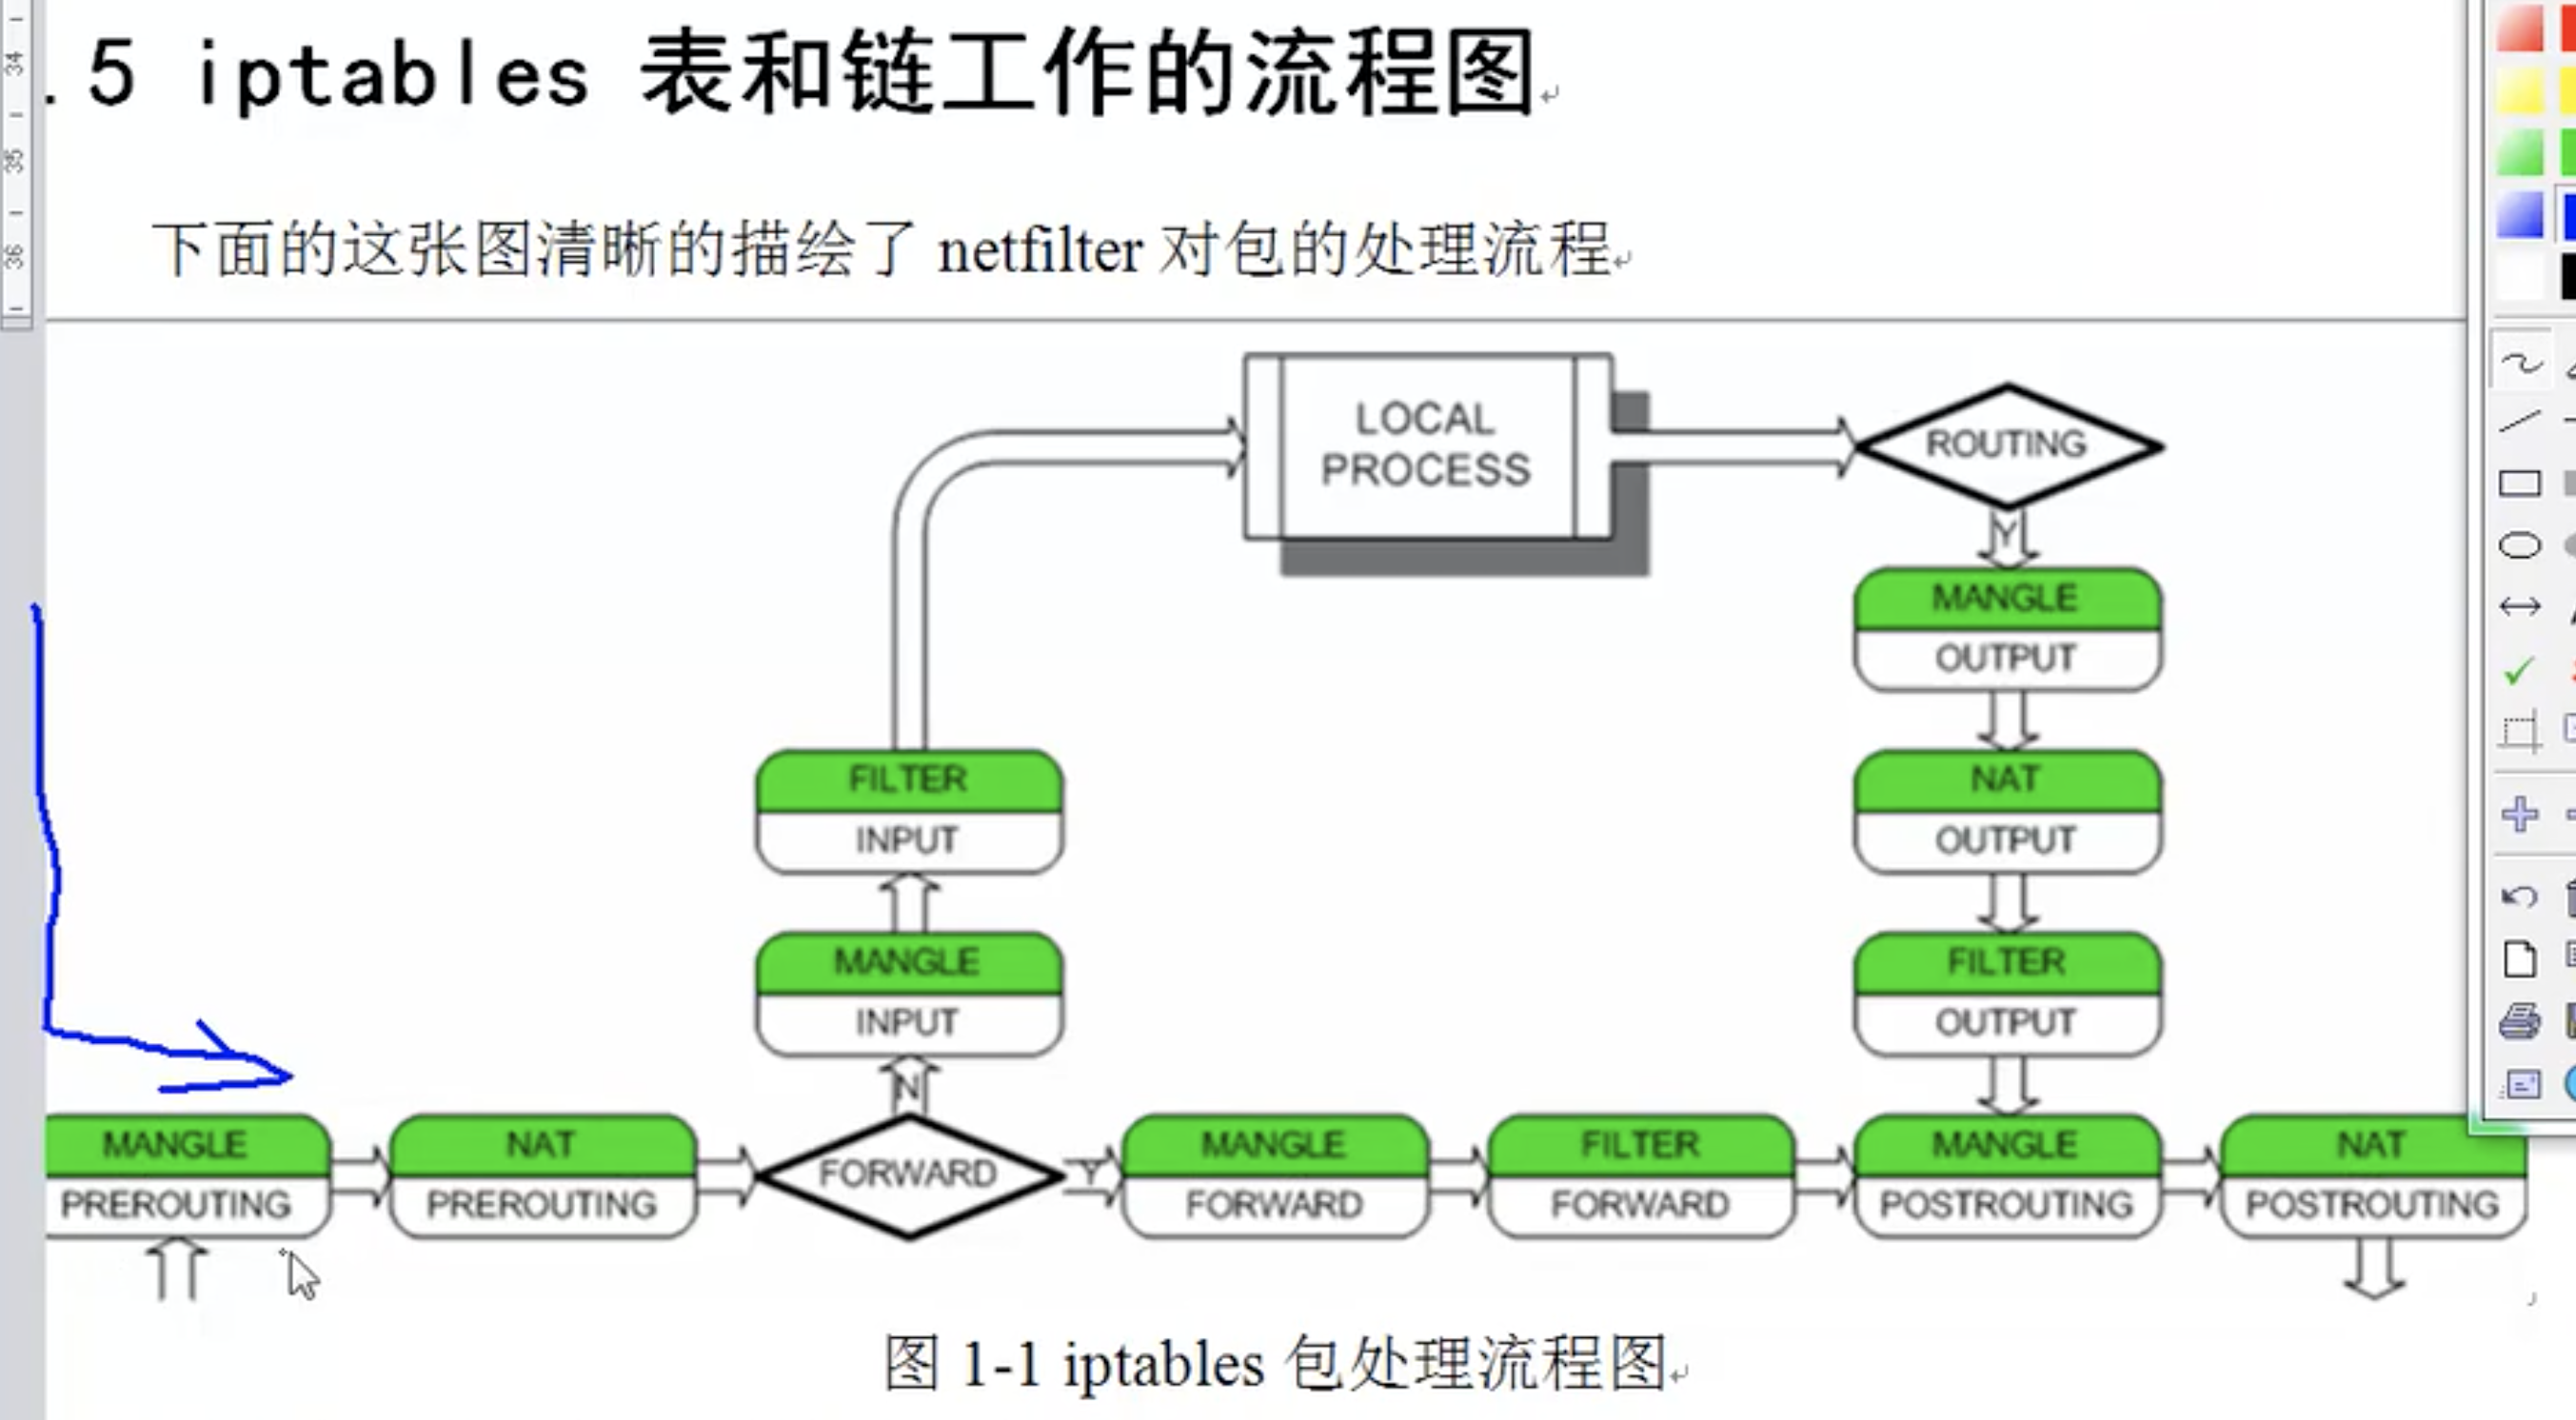 .5 iptables 表和链工作的流程图
下面的这张图清晰的描绘了 netfilter 对包的处理流程
34
35
36
LOCAL
PROCESS
ROUTING
Y
MANGLE
OUTPUT
NAT
OUTPUT
FILTER
OUTPUT
FILTER
INPUT
MANGLE
INPUT
N
MANGLE
PREROUTING
NAT
PREROUTING
FORWARD
Y
MANGLE
FORWARD
FILTER
FORWARD
MANGLE
POSTROUTING
NAT
POSTROUTING
图 1-1 iptables 包处理流程图